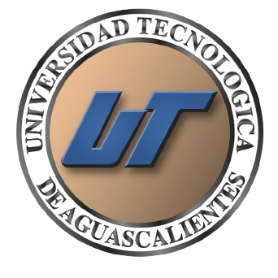 UNIVERSIDAD TECNOLOGICA
DE AGUASCALIENTES
UT